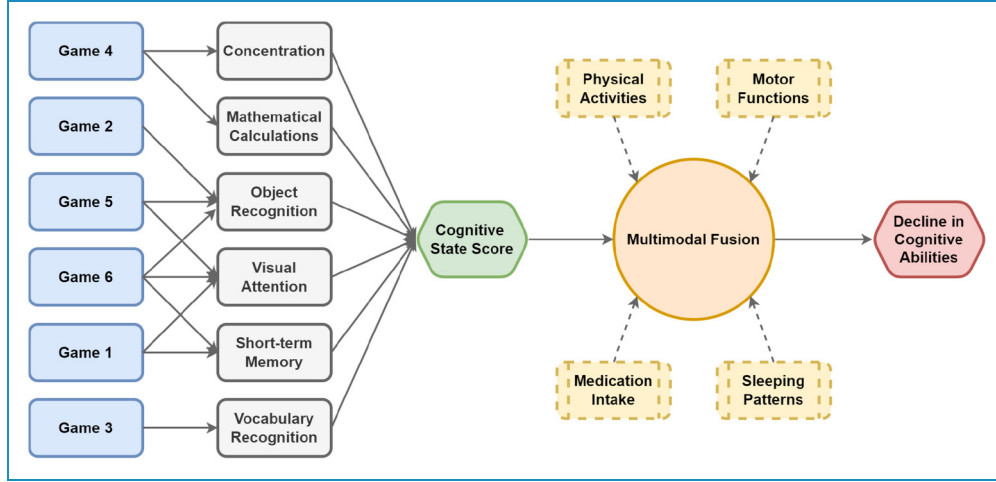 Game 4
Game 2
Game 5
Game 6
Game 1
Game 3
Concentration
Mathematical
Calculations
Object
Recognition
Visual
Attention
Short-term
Memory
Vocabulary
Recognition
Cognitive
State Score
Physical
Activities
Motor
Functions
Multimodal Fusion
Medication
Intake
Sleeping
Patterns
Decline in
Cognitive
Abilities